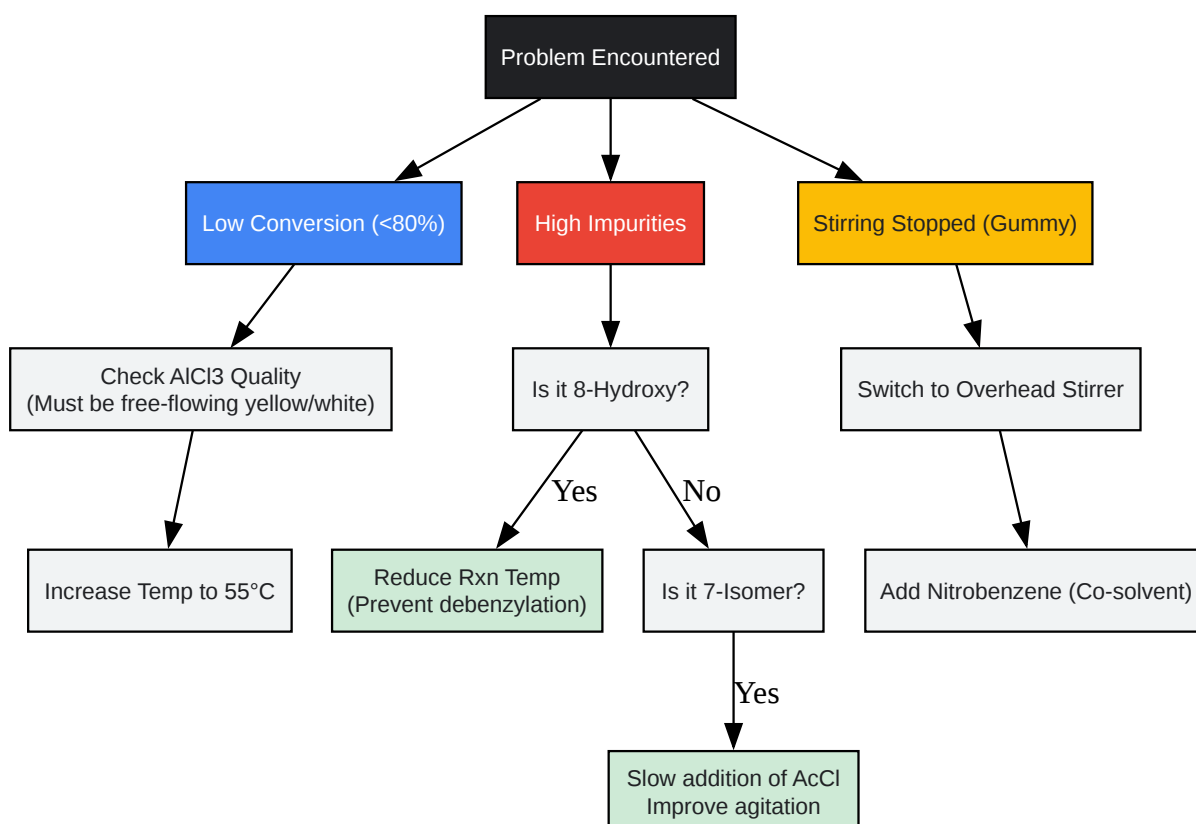 Problem Encountered
Low Conversion (<80%)
High Impurities
Stirring Stopped (Gummy)
Check AlCl3 Quality
(Must be free-flowing yellow/white)
Is it 8-Hydroxy?
Switch to Overhead Stirrer
Yes
No
Increase Temp to 55°C
Reduce Rxn Temp
(Prevent debenzylation)
Is it 7-Isomer?
Add Nitrobenzene (Co-solvent)
Yes
Slow addition of AcCl
Improve agitation